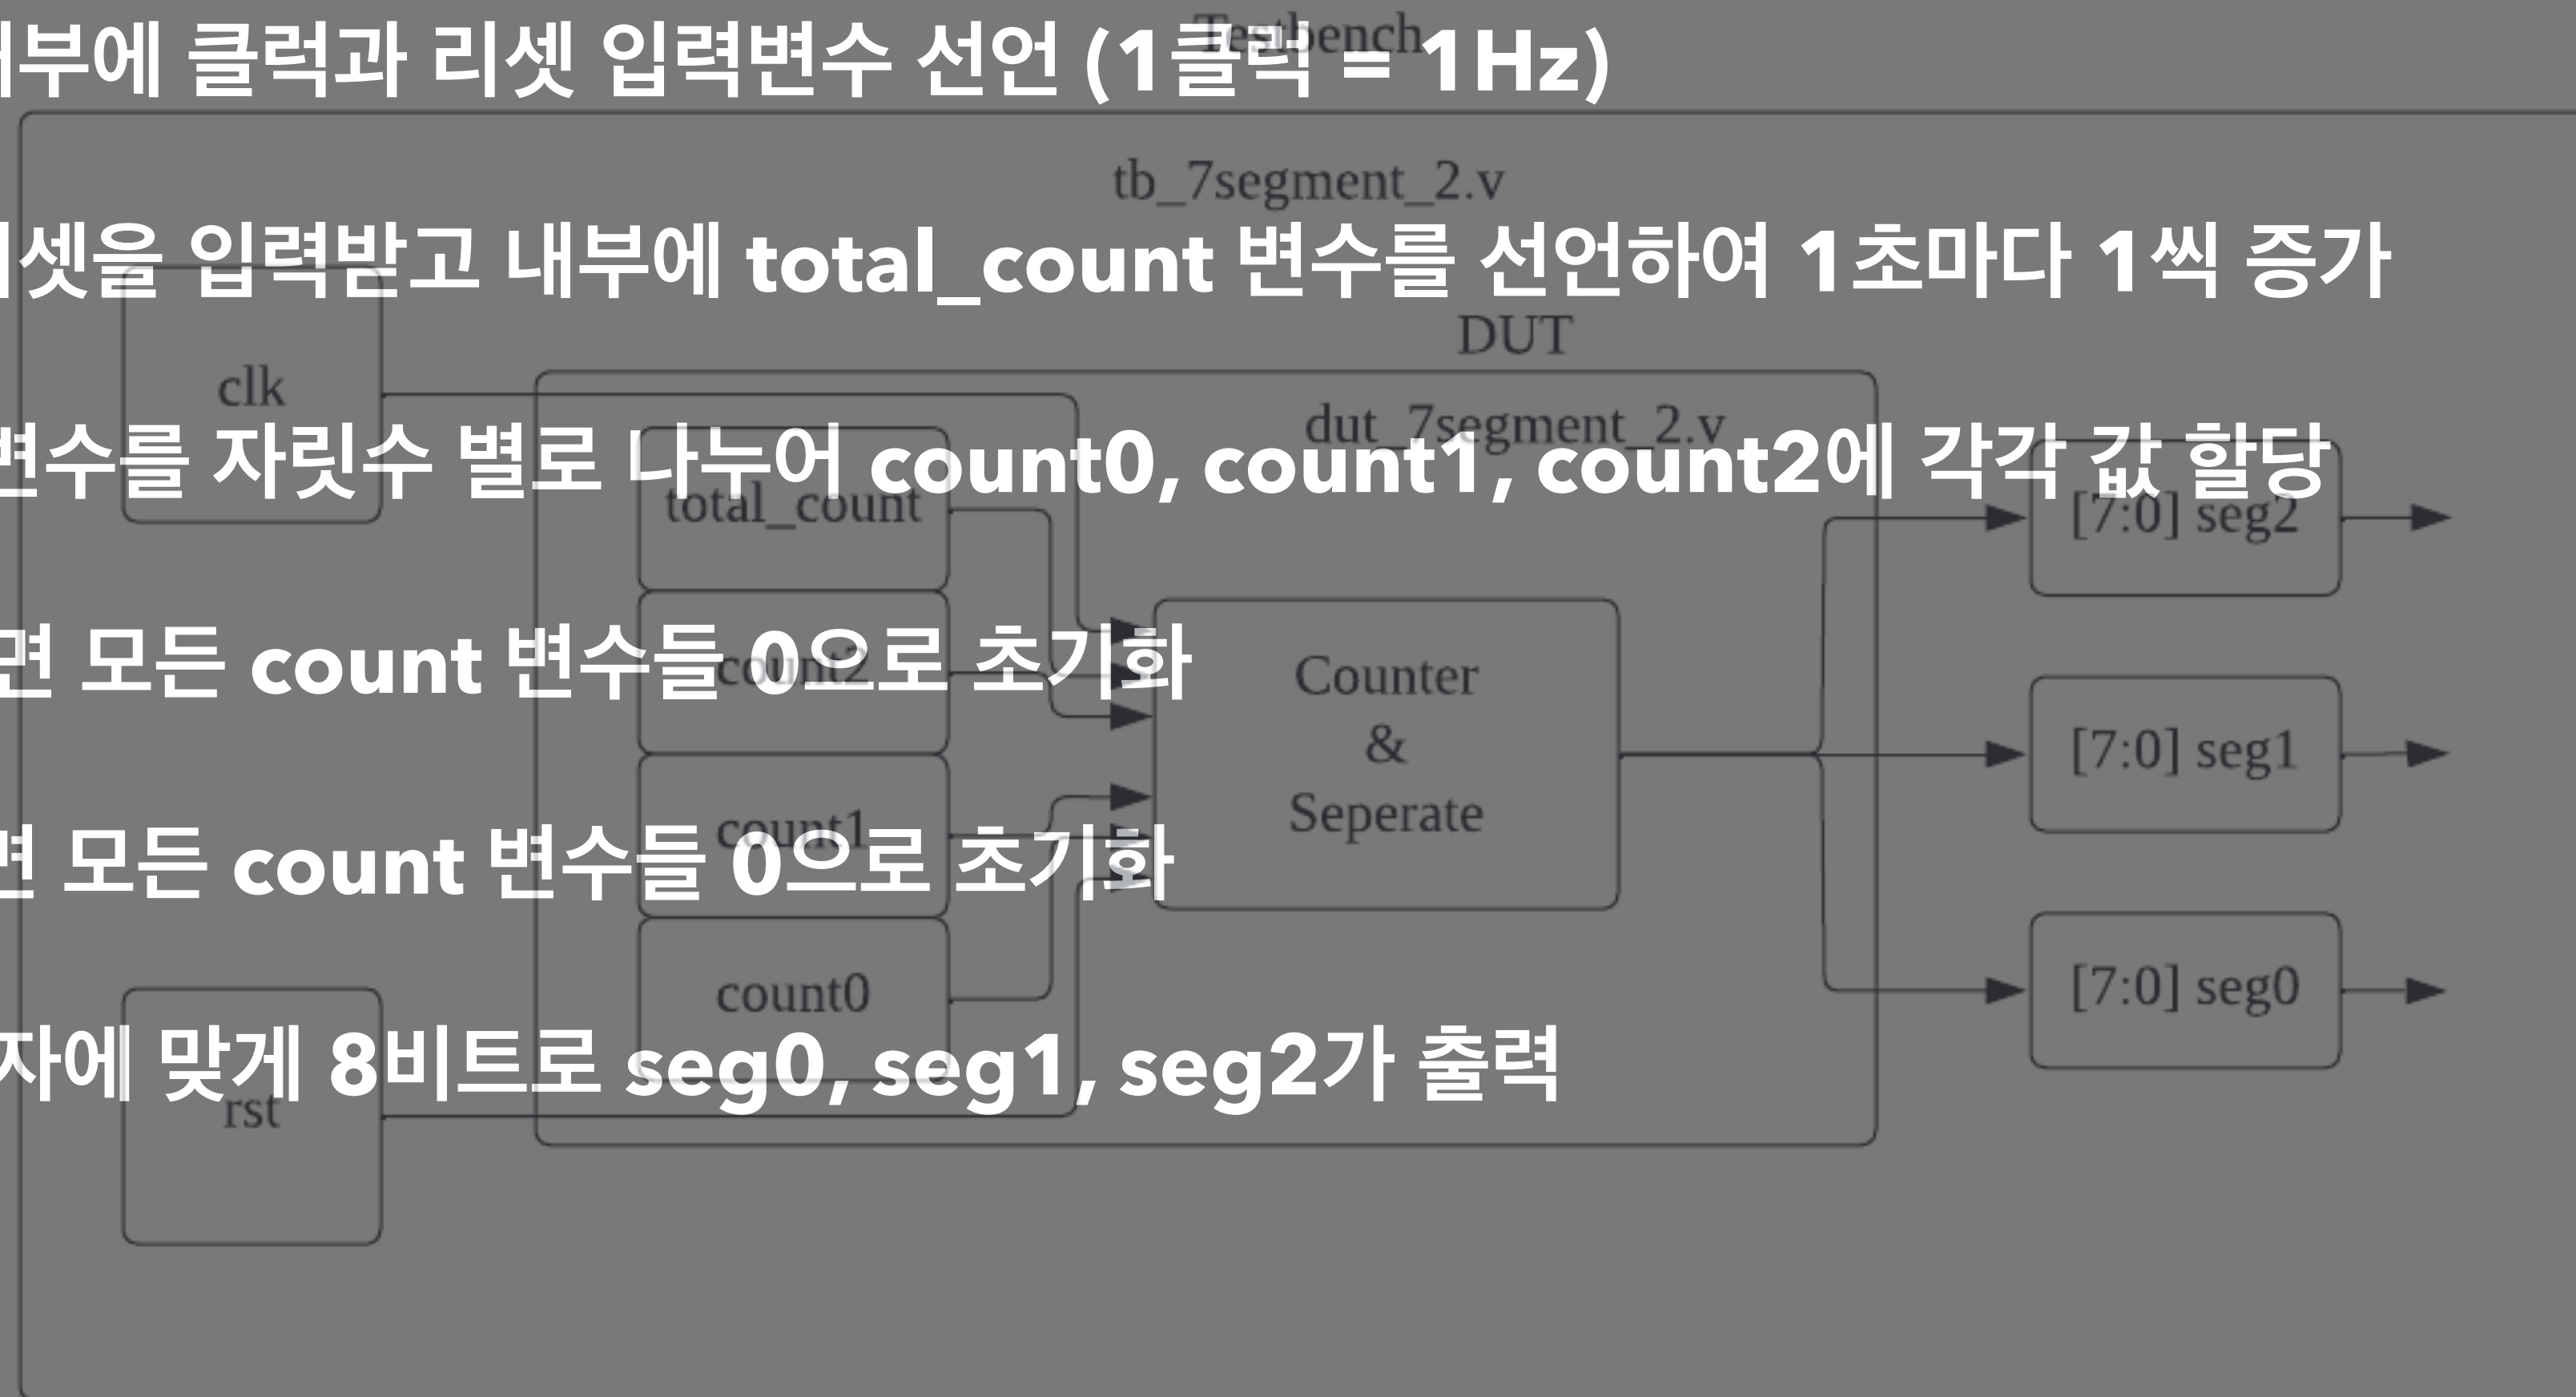 Testbench
내부에 클럭과 리셋 입력변수 선언 (1클럭 = 1Hz)
tb_7segment_2.v
리셋을 입력받고 내부에 total_count 변수를 선언하여 1초마다 1씩 증가
DUT
clk
dut_7segment_2.v
변수를 자릿수 별로 나누어 count0, count1, count2에 각각 값 할당
total_count
[7:0] seg2
면 모든 count 변수들 0으로 초기화
count2
Counter
&
Seperate
[7:0] seg1
count1
면 모든 count 변수들 0으로 초기화
count0
[7:0] seg0
에 맞게 8비트로 seg0, seg1, seg2가 출력
rst